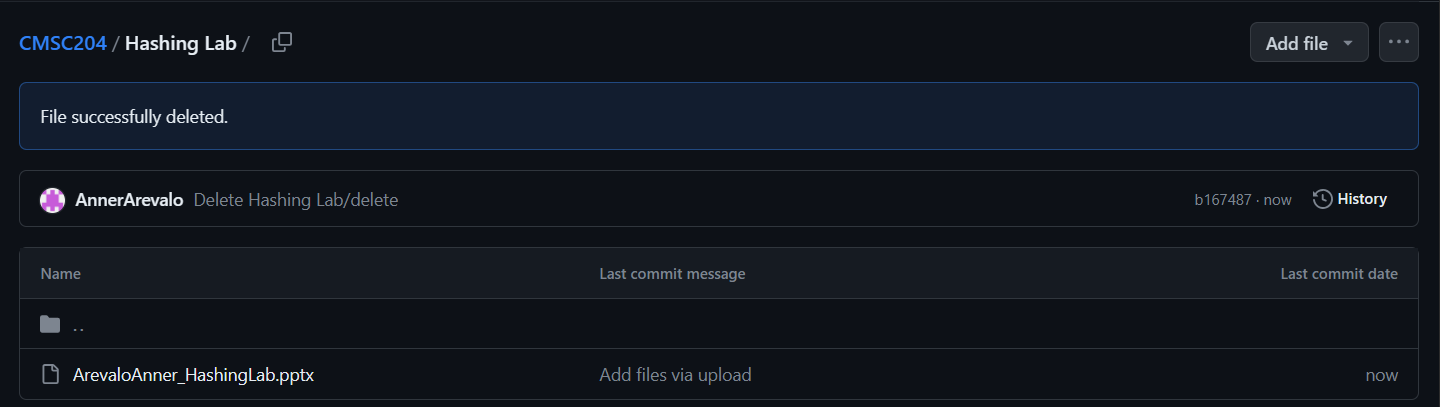 CMSC204 / Hashing Lab /
Add file
File successfully deleted.
AnnerArevalo Delete Hashing Lab/delete b167487 · now History
Name Last commit message Last commit date
..
ArevaloAnner_HashingLab.pptx Add files via upload now